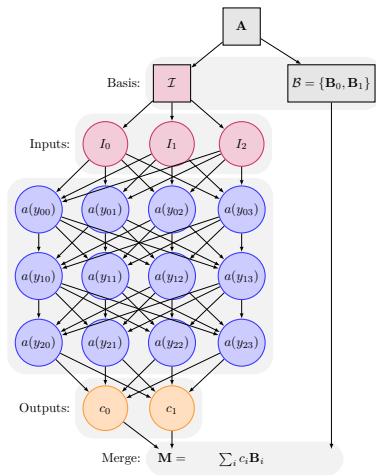 A
Basis: I B = {B₀, B₁}
Inputs: I₀ I₁ I₂
a(y₀₀) a(y₀₁) a(y₀₂) a(y₀₃)
a(y₁₀) a(y₁₁) a(y₁₂) a(y₁₃)
a(y₂₀) a(y₂₁) a(y₂₂) a(y₂₃)
Outputs: c₀ c₁
Merge: M = ∑ᵢ cᵢBᵢ